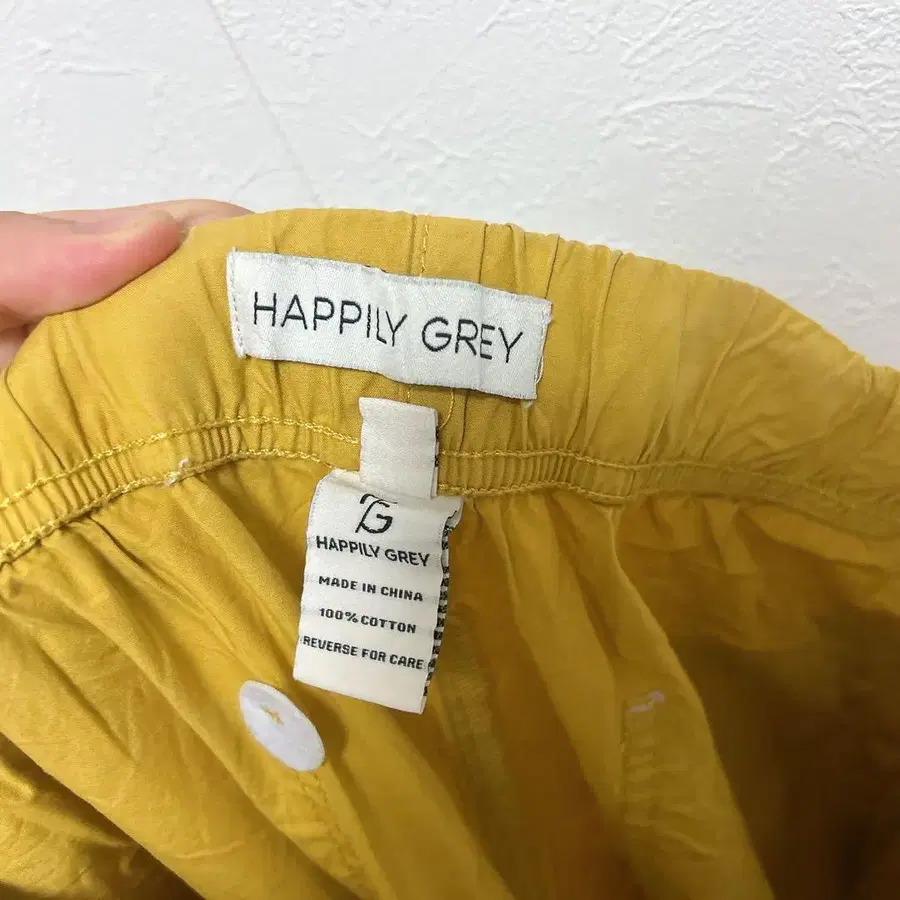 HAPPILY GREY
G
HAPPILY GREY
MADE IN CHINA
100% COTTON
REVERSE FOR CARE